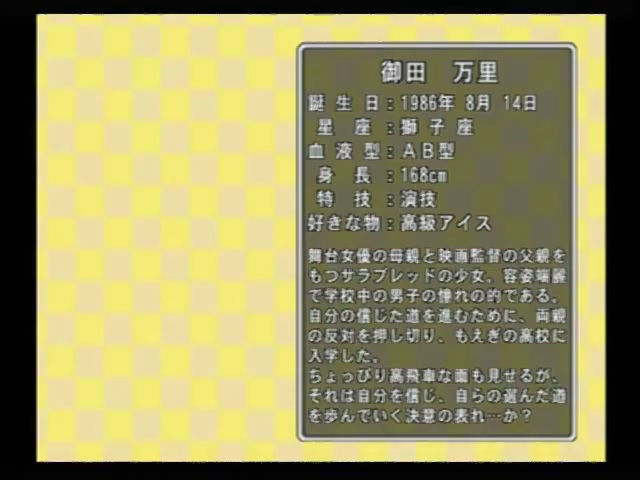 御田　万里
誕生日：1986年 8月 14日
星座：獅子座
血液型：ＡＢ型
身長：168cm
特技：演技
好きな物：高級アイス
舞台女優の母親と映画監督の父親を
もつサラブレッドの少女。容姿端麗
で学校中の男子の憧れの的である。
自分の信じた道を進むために、両親
の反対を押し切り、もえぎの高校に
入学した。
ちょっぴり高飛車な面も見せるが、
それは自分を信じ、自らの選んだ道
を歩んでいく決意の表れ…か？